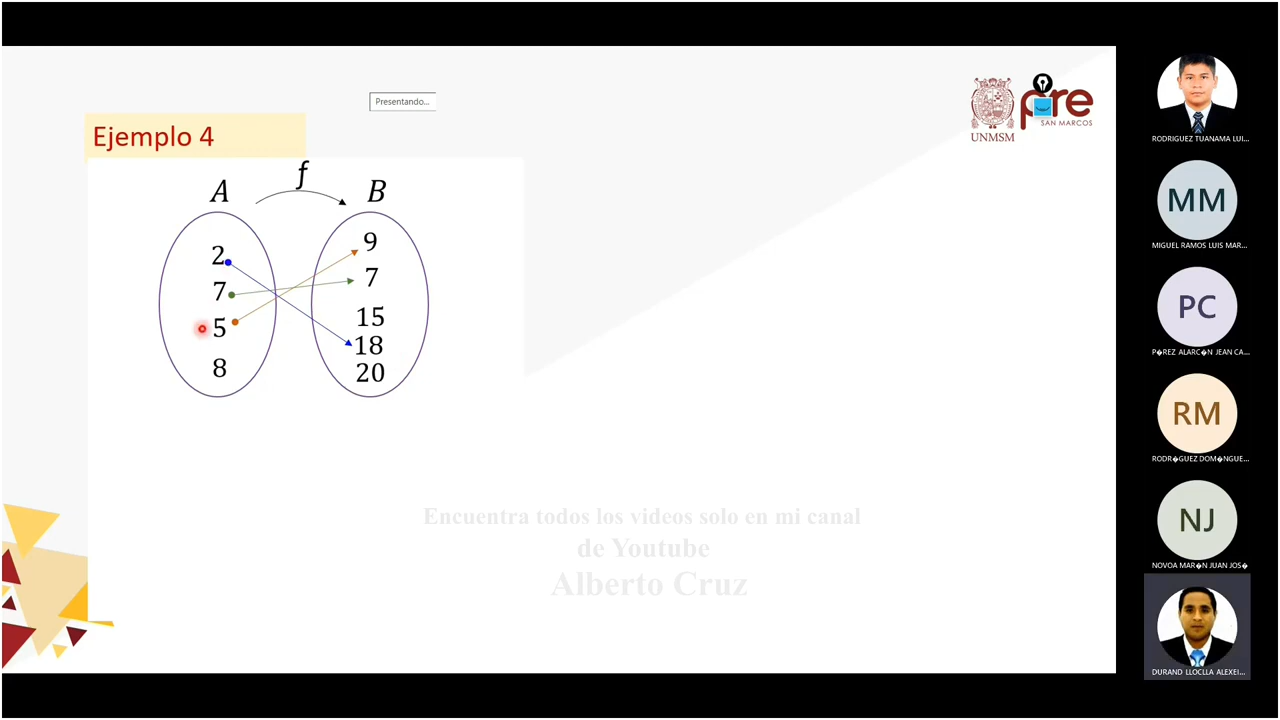 Presentando...
UNMSM
pre
SAN MARCOS
Ejemplo 4
f
A B
2
7
5
8
9
7
15
18
20
Encuentra todos los videos solo en mi canal
de Youtube
Alberto Cruz
RODRIGUEZ TUANAMA LUI...
MM
MIGUEL RAMOS LUIS MAR...
PC
P�REZ ALARC�N JEAN CA...
RM
RODR�GUEZ DOM�NGUE...
NJ
NOVOA MAR�N JUAN JOS�
DURAND LLOCLLA ALEXEI...